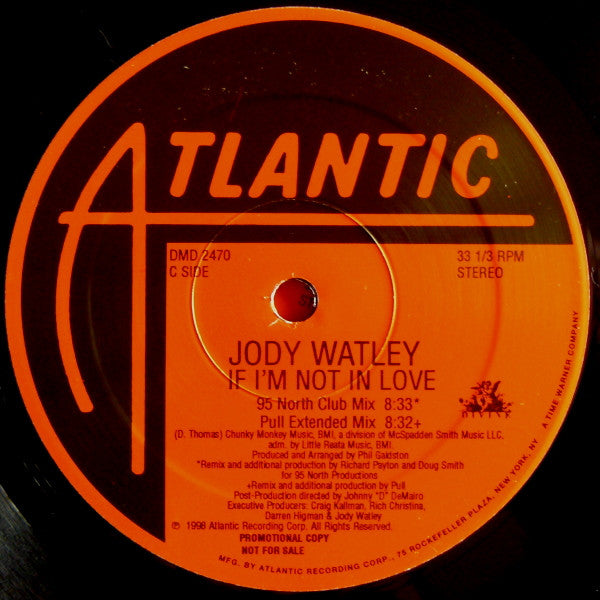 ATLANTIC
DMD 2470
C SIDE
33 1/3 RPM
STEREO
JODY WATLEY
IF I'M NOT IN LOVE
95 North Club Mix 8:33*
Pull Extended Mix 8:32+
(D. Thomas) Chunky Monkey Music, BMI, a division of McSpadden Smith Music LLC.
adm. by Little Reata Music, BMI.
Produced and Arranged by Phil Galdston
*Remix and additional production by Richard Payton and Doug Smith
for 95 North Productions
+Remix and additional production by Pull
Post-Production directed by Johnny "D" DeMairo
Executive Producers: Craig Kallman, Rich Christina,
Darren Higman & Jody Watley
℗ 1998 Atlantic Recording Corp. All Rights Reserved.
PROMOTIONAL COPY
NOT FOR SALE
MFG. BY ATLANTIC RECORDING CORP., 75 ROCKEFELLER PLAZA, NEW YORK, NY A TIME WARNER COMPANY